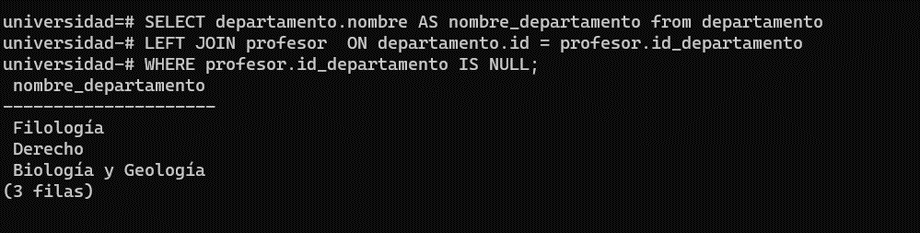 universidad=# SELECT departamento.nombre AS nombre_departamento from departamento
universidad-# LEFT JOIN profesor  ON departamento.id = profesor.id_departamento
universidad-# WHERE profesor.id_departamento IS NULL;
 nombre_departamento
---------------------
 Filología
 Derecho
 Biología y Geología
(3 filas)